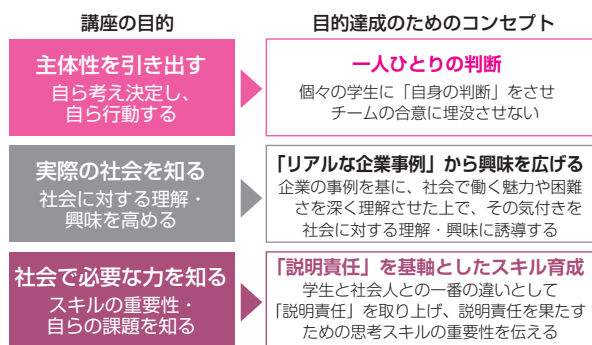 講座の目的
目的達成のためのコンセプト
主体性を引き出す
自ら考え決定し、
自ら行動する
一人ひとりの判断
個々の学生に「自身の判断」をさせ
チームの合意に埋没させない
実際の社会を知る
社会に対する理解・
興味を高める
「リアルな企業事例」から興味を広げる
企業の事例を基に、社会で働く魅力や困難
さを深く理解させた上で、その気付きを
社会に対する理解・興味に誘導する
社会で必要な力を知る
スキルの重要性・
自らの課題を知る
「説明責任」を基軸としたスキル育成
学生と社会人との一番の違いとして
「説明責任」を取り上げ、説明責任を果たす
ための思考スキルの重要性を伝える